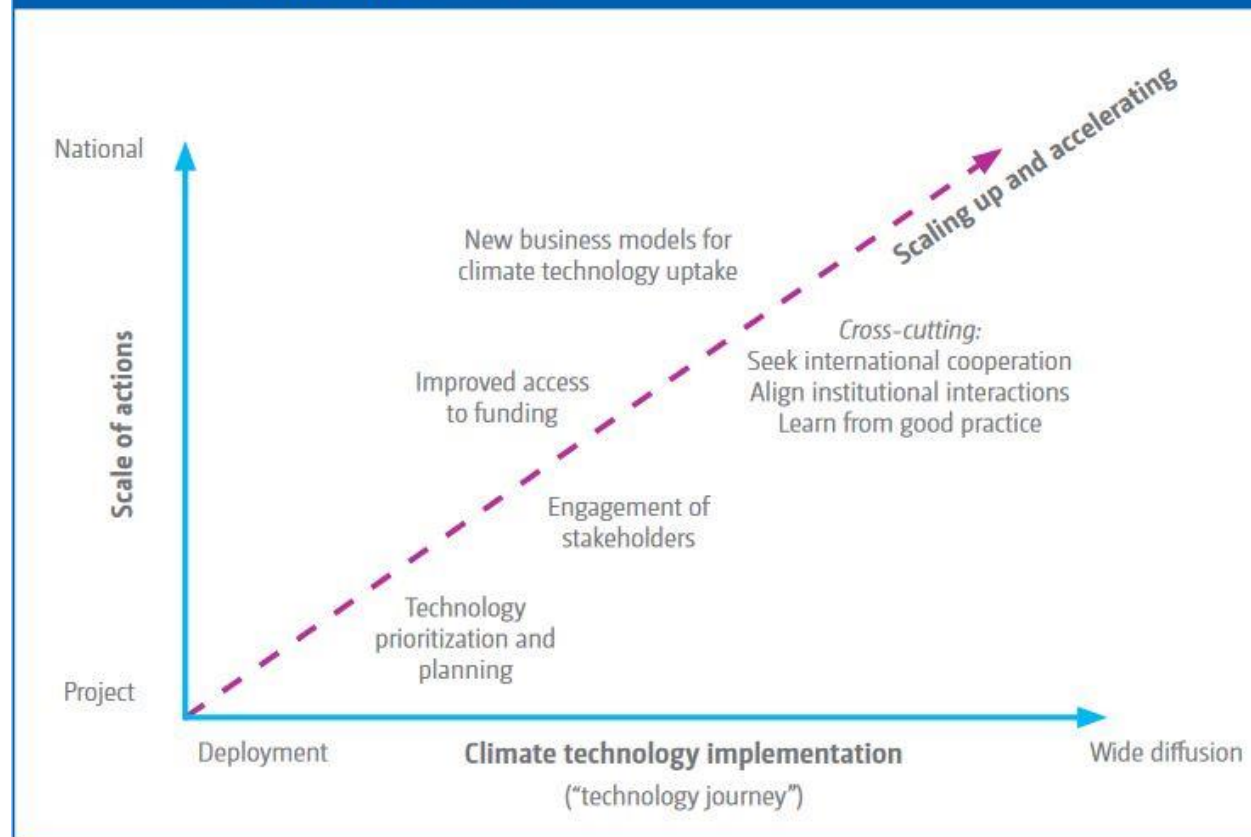 National
Scaling up and accelerating
New business models for
climate technology uptake
Scale of actions
Cross-cutting:
Seek international cooperation
Align institutional interactions
Learn from good practice
Improved access
to funding
Engagement of
stakeholders
Technology
prioritization and
planning
Project
Deployment
Climate technology implementation
Wide diffusion
(“technology journey”)